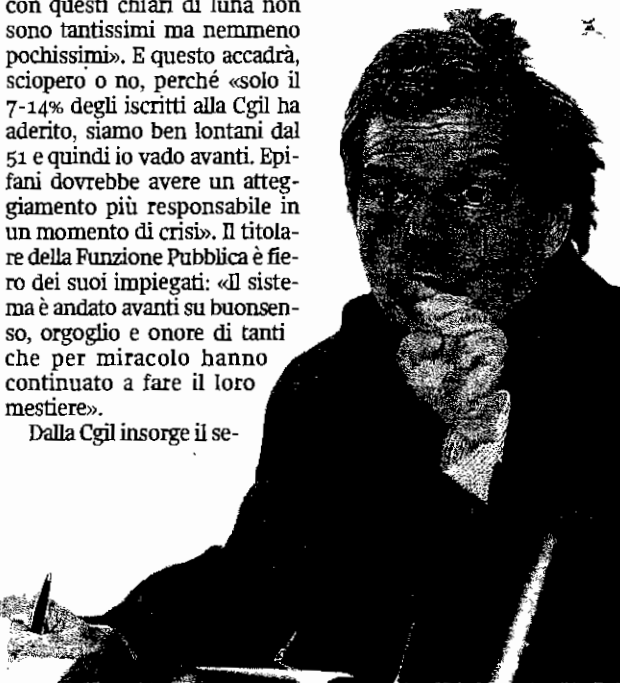 con questi chiari di luna non
sono tantissimi ma nemmeno
pochissimi». E questo accadrà,
sciopero o no, perché «solo il
7-14% degli iscritti alla Cgil ha
aderito, siamo ben lontani dal
51 e quindi io vado avanti. Epi-
fani dovrebbe avere un atteg-
giamento più responsabile in
un momento di crisi». Il titola-
re della Funzione Pubblica è fie-
ro dei suoi impiegati: «Il siste-
ma è andato avanti su buonsen-
so, orgoglio e onore di tanti
che per miracolo hanno
continuato a fare il loro
mestiere».
Dalla Cgil insorge il se-